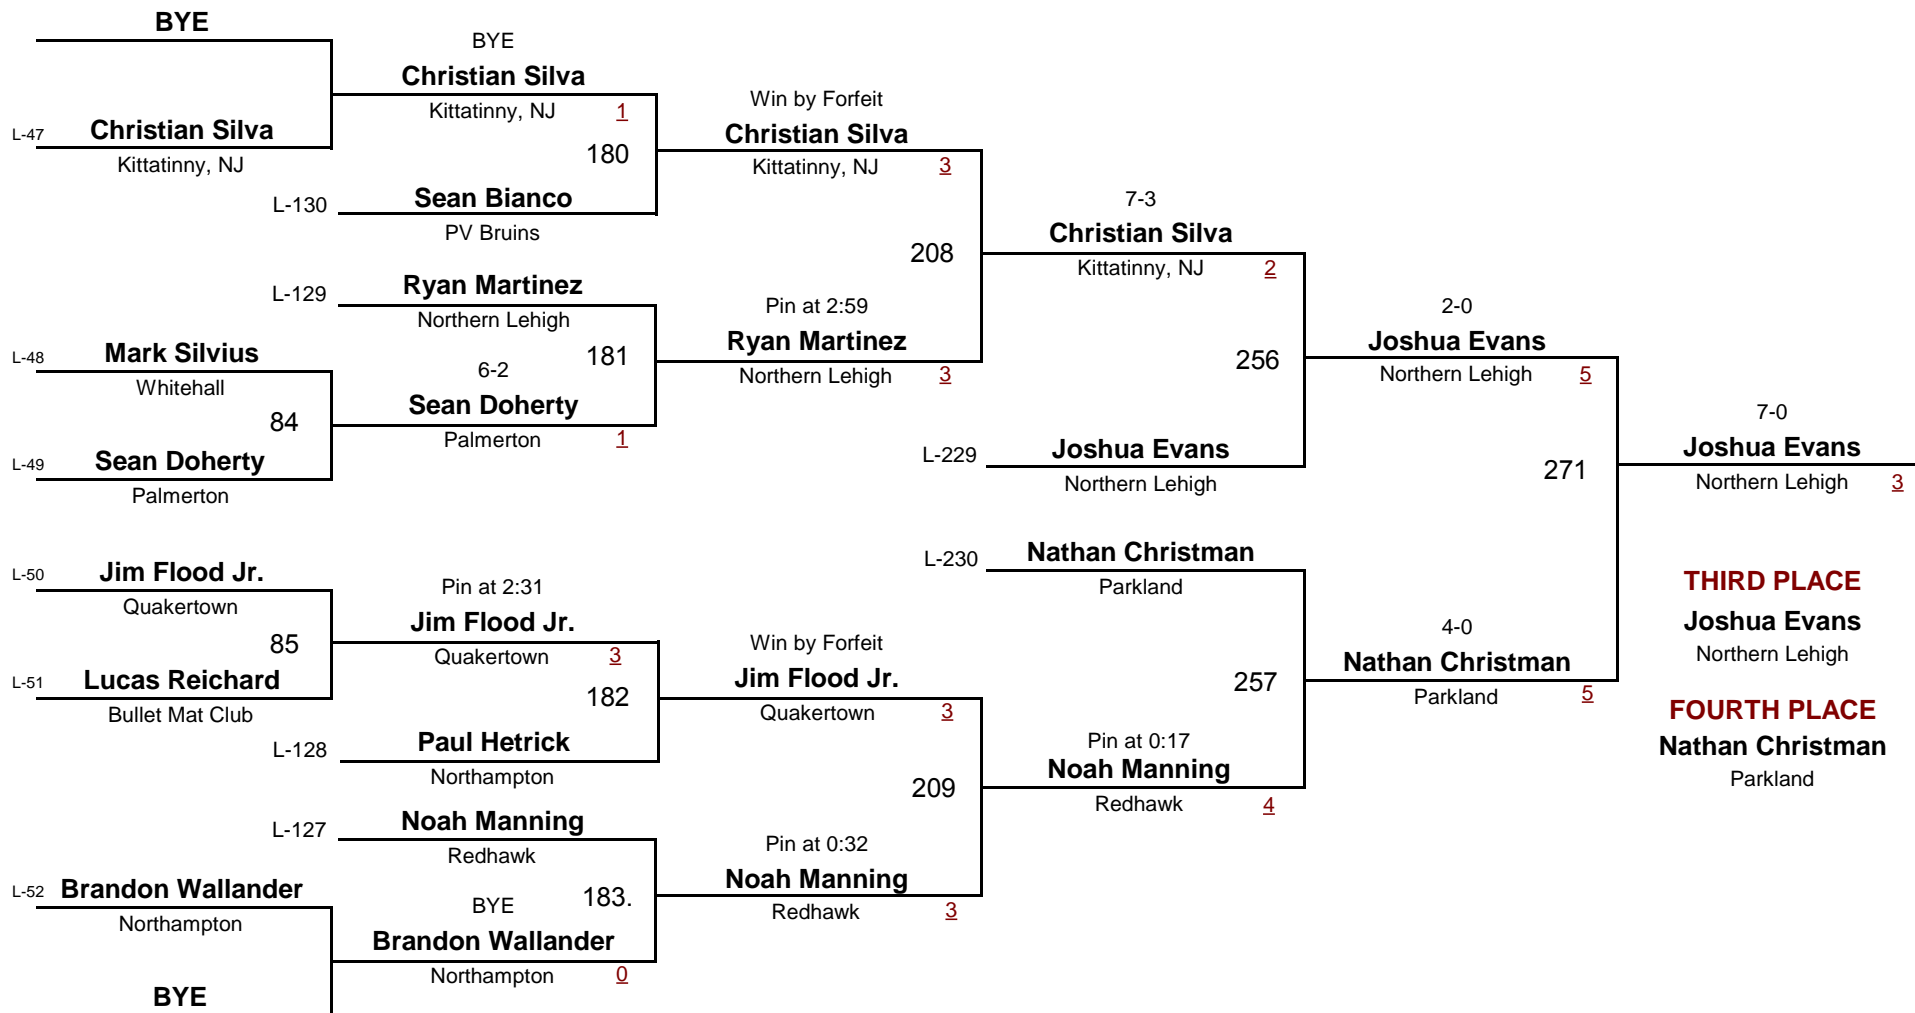 BYE
L-47
Christian Silva
Kittatinny, NJ
BYE
Christian Silva
Kittatinny, NJ
1
180
L-130
Sean Bianco
PV Bruins
Win by Forfeit
Christian Silva
Kittatinny, NJ
3
L-129
Ryan Martinez
Northern Lehigh
181
L-48
Mark Silvius
Whitehall
84
L-49
Sean Doherty
Palmerton
6-2
Sean Doherty
Palmerton
1
Pin at 2:59
Ryan Martinez
Northern Lehigh
3
208
7-3
Christian Silva
Kittatinny, NJ
2
256
L-229
Joshua Evans
Northern Lehigh
2-0
Joshua Evans
Northern Lehigh
5
271
7-0
Joshua Evans
Northern Lehigh
3
L-50
Jim Flood Jr.
Quakertown
85
L-51
Lucas Reichard
Bullet Mat Club
Pin at 2:31
Jim Flood Jr.
Quakertown
3
182
L-128
Paul Hetrick
Northampton
Win by Forfeit
Jim Flood Jr.
Quakertown
3
209
L-127
Noah Manning
Redhawk
183.
L-52
Brandon Wallander
Northampton
BYE
BYE
Brandon Wallander
Northampton
0
Pin at 0:32
Noah Manning
Redhawk
3
L-230
Nathan Christman
Parkland
257
Pin at 0:17
Noah Manning
Redhawk
4
4-0
Nathan Christman
Parkland
5
THIRD PLACE
Joshua Evans
Northern Lehigh
FOURTH PLACE
Nathan Christman
Parkland